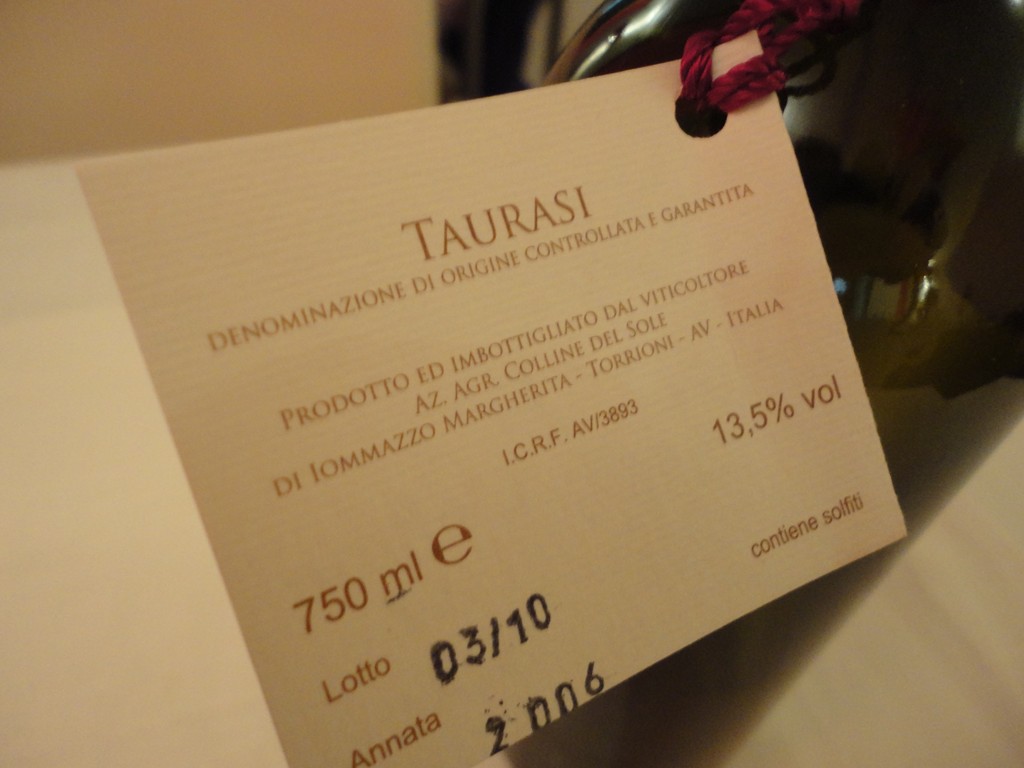 TAURASI
DENOMINAZIONE DI ORIGINE CONTROLLATA E GARANTITA
PRODOTTO ED IMBOTTIGLIATO DAL VITICOLTORE
AZ. AGR. COLLINE DEL SOLE
DI IOMMAZZO MARGHERITA - TORRIONI - AV - ITALIA
I.C.R.F. AV/3893
13,5% vol
750 ml e
contiene solfiti
Lotto 03/10
Annata 2006